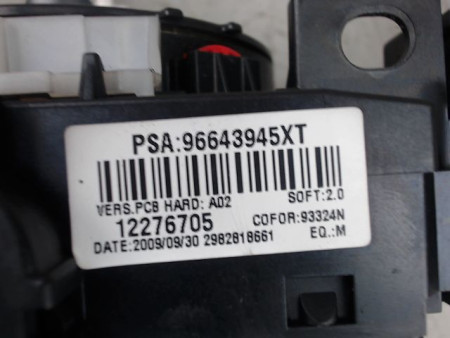 PSA:96643945XT
VERS.PCB HARD: A02 SOFT:2.0
12276705 COFOR:93324N
DATE:2009/09/30 2982818661 EQ.:M